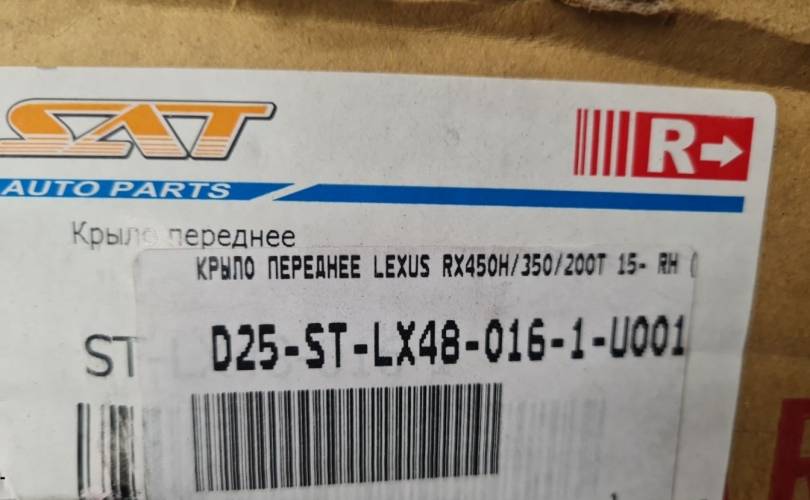 SAT
R
AUTO PARTS
Крыло переднее
КРЫЛО ПЕРЕДНЕЕ LEXUS RX450H/350/200T 15- RH (
ST-
D25-ST-LX48-016-1-U001